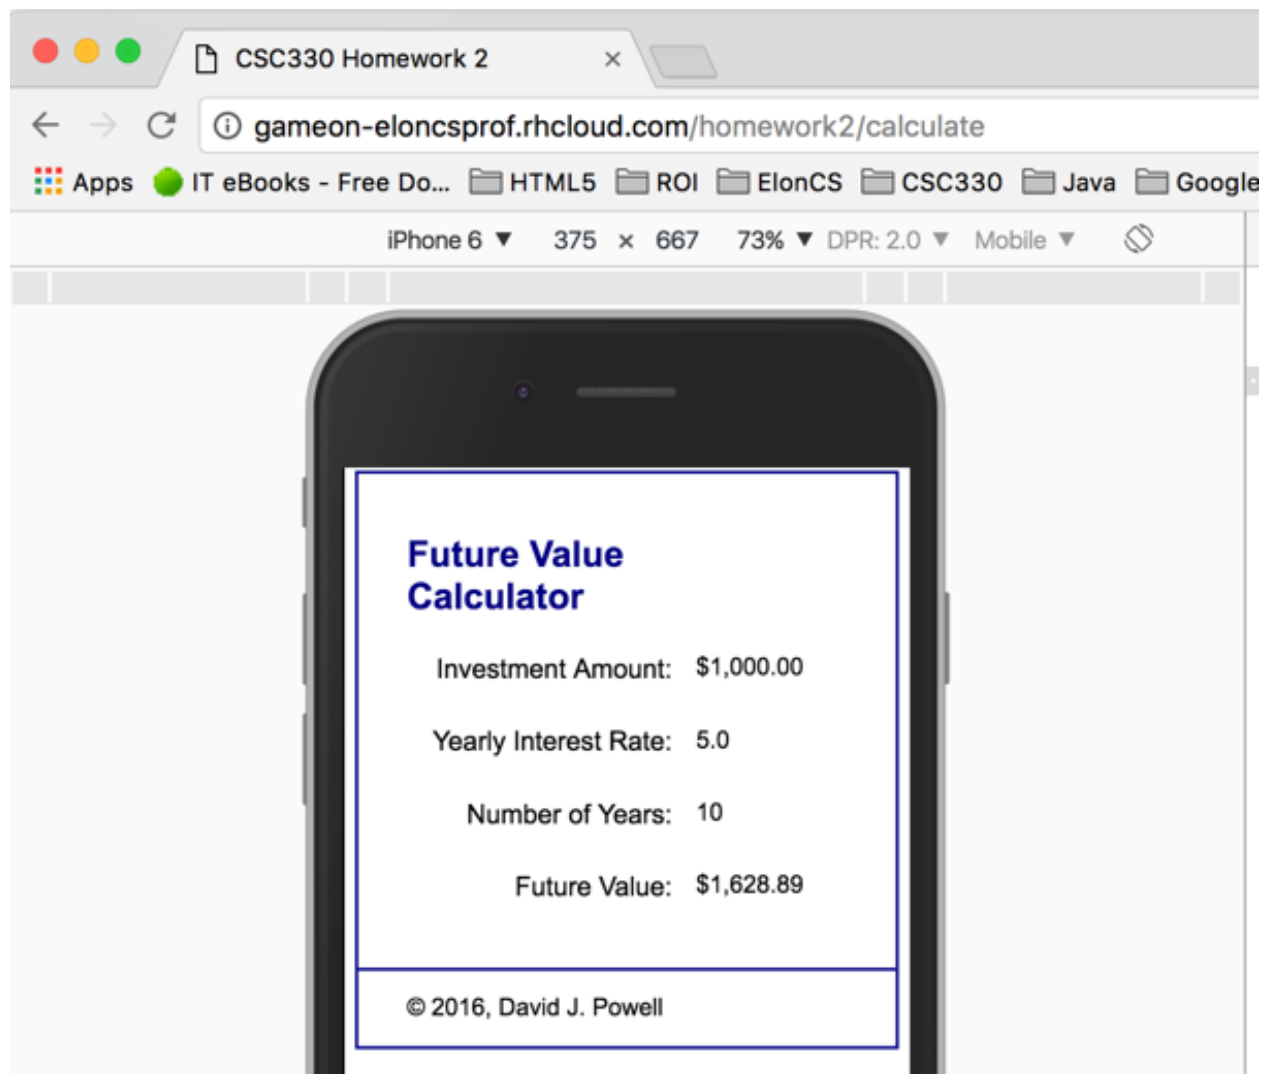 CSC330 Homework 2
gameon-eloncsprof.rhcloud.com/homework2/calculate
Apps IT eBooks - Free Do... HTML5 ROI ElonCS CSC330 Java Google
iPhone 6 ▼ 375 × 667 73% ▼ DPR: 2.0 ▼ Mobile ▼
Future Value
Calculator
Investment Amount: $1,000.00
Yearly Interest Rate: 5.0
Number of Years: 10
Future Value: $1,628.89
© 2016, David J. Powell